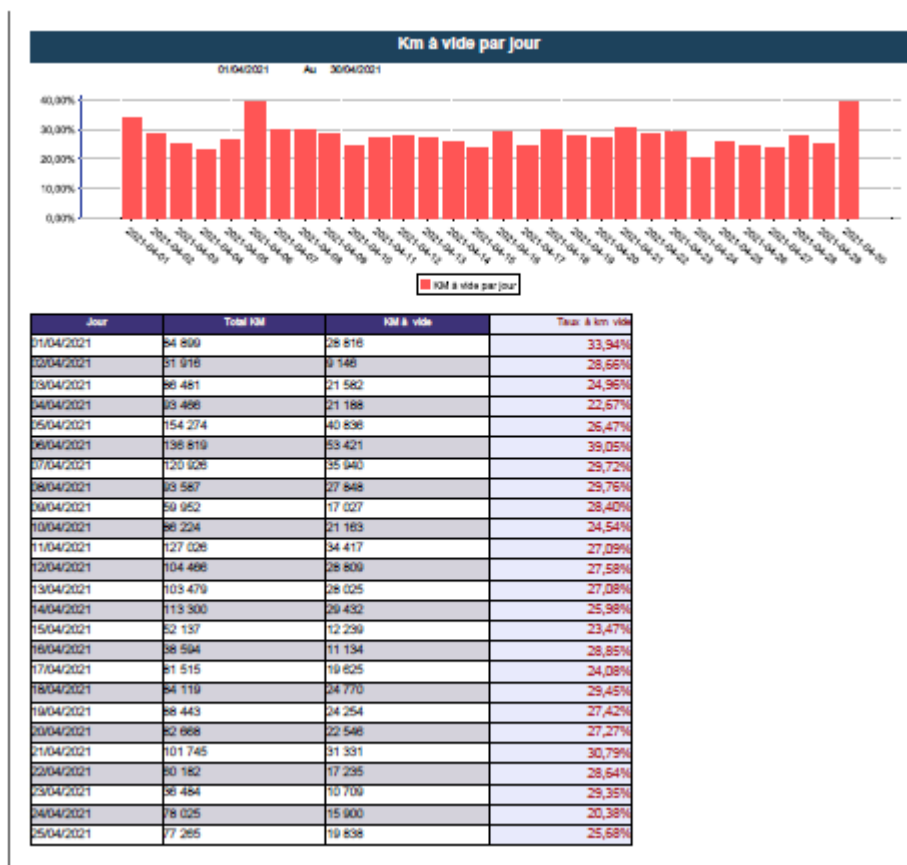 Km à vide par jour
01/04/2021 Au 30/04/2021
40,00%
30,00%
20,00%
10,00%
0,00%
2021-04-01
2021-04-02
2021-04-03
2021-04-04
2021-04-05
2021-04-06
2021-04-07
2021-04-08
2021-04-09
2021-04-10
2021-04-11
2021-04-12
2021-04-13
2021-04-14
2021-04-15
2021-04-16
2021-04-17
2021-04-18
2021-04-19
2021-04-20
2021-04-21
2021-04-22
2021-04-23
2021-04-24
2021-04-25
2021-04-26
2021-04-27
2021-04-28
2021-04-29
2021-04-30
KM à vide par jour
Jour Total KM KM à vide Taux à km vide
01/04/2021 84 899 28 816 33,94%
02/04/2021 31 916 9 146 28,66%
03/04/2021 86 481 21 582 24,96%
04/04/2021 93 466 21 188 22,67%
05/04/2021 154 274 40 836 26,47%
06/04/2021 136 819 53 421 39,05%
07/04/2021 120 926 35 940 29,72%
08/04/2021 93 587 27 848 29,76%
09/04/2021 59 952 17 027 28,40%
10/04/2021 86 224 21 163 24,54%
11/04/2021 127 026 34 417 27,09%
12/04/2021 104 466 28 809 27,58%
13/04/2021 103 479 28 025 27,08%
14/04/2021 113 300 29 432 25,98%
15/04/2021 52 137 12 239 23,47%
16/04/2021 38 594 11 134 28,85%
17/04/2021 81 515 19 625 24,08%
18/04/2021 84 119 24 770 29,45%
19/04/2021 88 443 24 254 27,42%
20/04/2021 82 668 22 546 27,27%
21/04/2021 101 745 31 331 30,79%
22/04/2021 60 182 17 235 28,64%
23/04/2021 36 484 10 709 29,35%
24/04/2021 78 025 15 900 20,38%
25/04/2021 77 265 19 838 25,68%